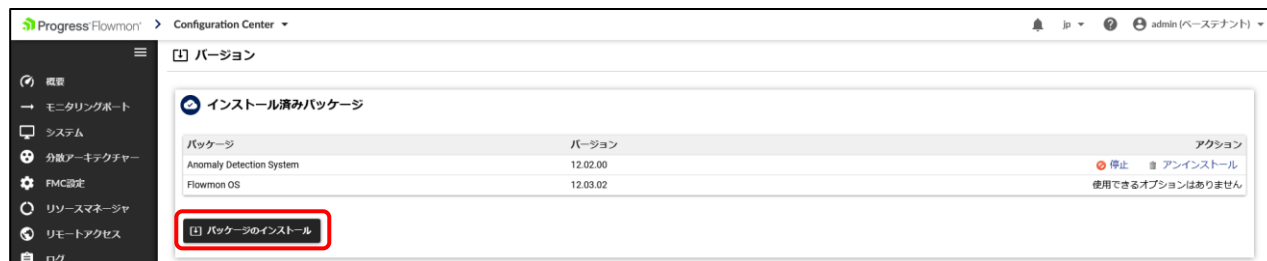 Progress Flowmon Configuration Center jp admin (ベーステナント)
バージョン
概要
モニタリングポート
システム
分散アーキテクチャー
FMC設定
リソースマネージャ
リモートアクセス
ログ
インストール済みパッケージ
パッケージ バージョン アクション
Anomaly Detection System 12.02.00 停止 アンインストール
Flowmon OS 12.03.02 使用できるオプションはありません
パッケージのインストール